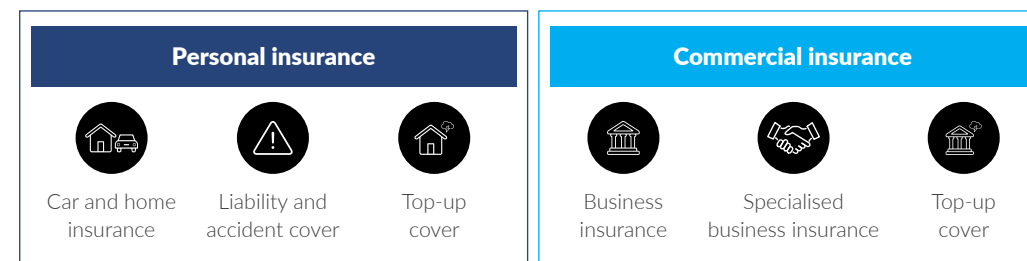 Personal insurance
Car and home
insurance
Liability and
accident cover
Top-up
cover
Commercial insurance
Business
insurance
Specialised
business insurance
Top-up
cover